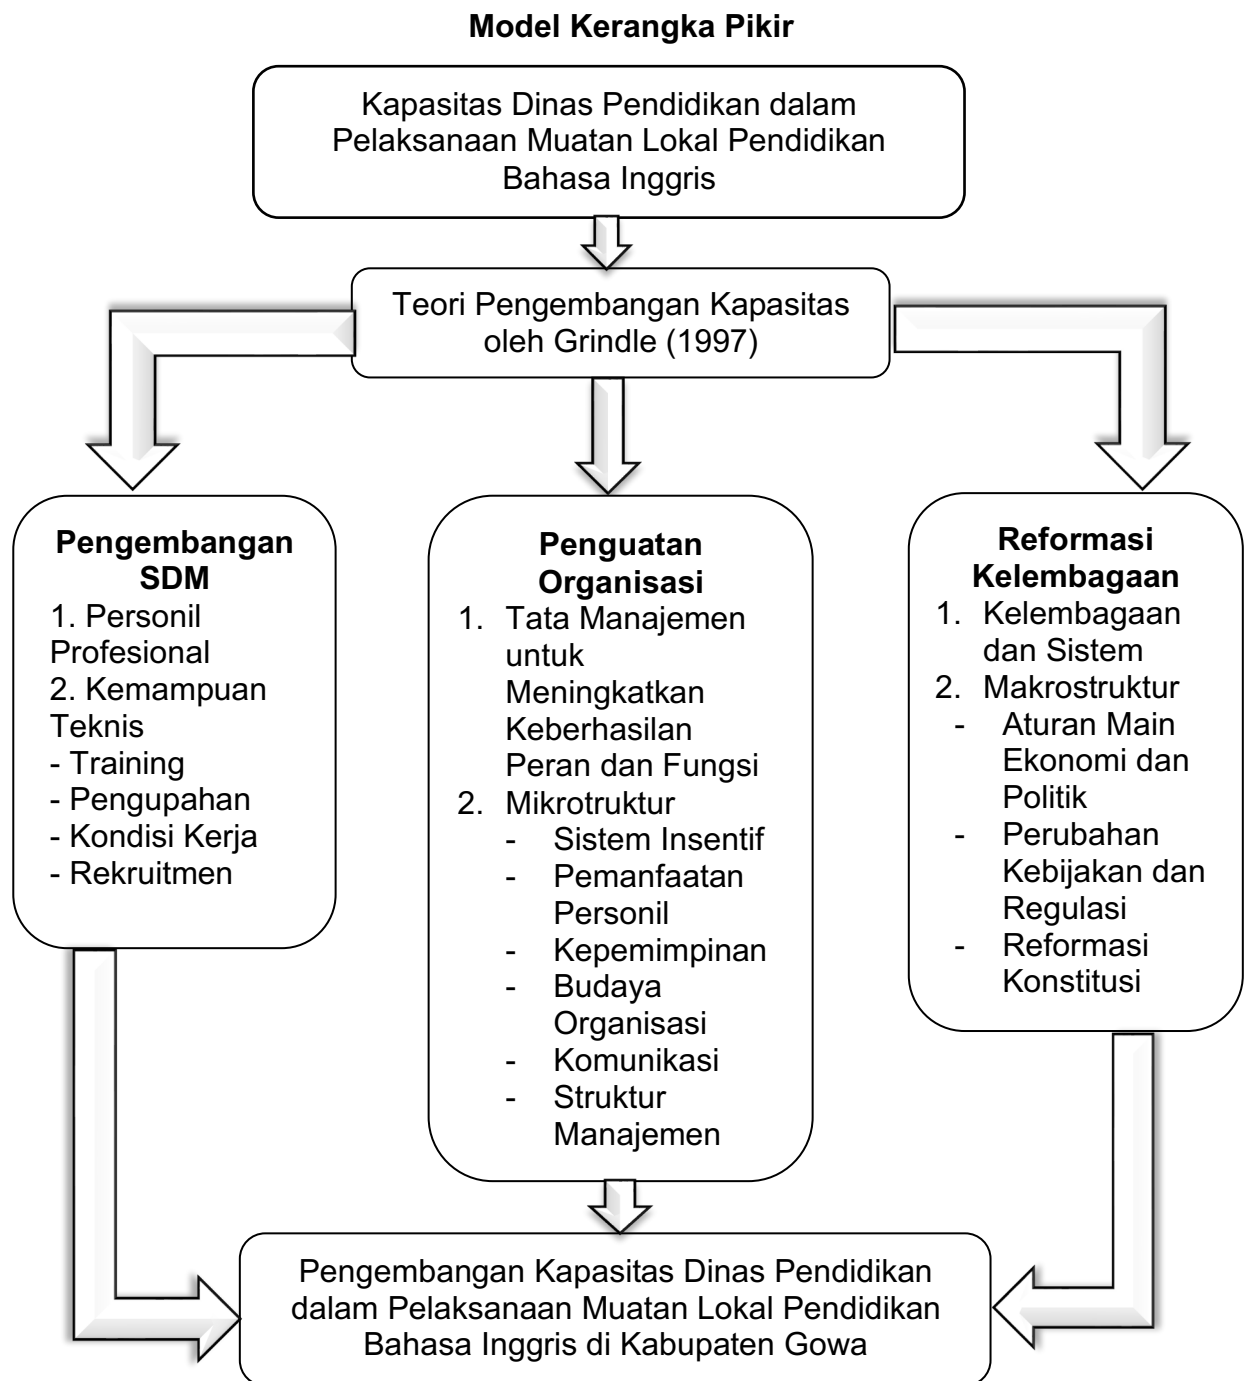 Model Kerangka Pikir
Kapasitas Dinas Pendidikan dalam
Pelaksanaan Muatan Lokal Pendidikan
Bahasa Inggris
Teori Pengembangan Kapasitas
oleh Grindle (1997)
Pengembangan
SDM
1. Personil
Profesional
2. Kemampuan
Teknis
- Training
- Pengupahan
- Kondisi Kerja
- Rekruitmen
Penguatan
Organisasi
1. Tata Manajemen
untuk
Meningkatkan
Keberhasilan
Peran dan Fungsi
2. Mikrotruktur
- Sistem Insentif
- Pemanfaatan
Personil
- Kepemimpinan
- Budaya
Organisasi
- Komunikasi
- Struktur
Manajemen
Reformasi
Kelembagaan
1. Kelembagaan
dan Sistem
2. Makrostruktur
- Aturan Main
Ekonomi dan
Politik
- Perubahan
Kebijakan dan
Regulasi
- Reformasi
Konstitusi
Pengembangan Kapasitas Dinas Pendidikan
dalam Pelaksanaan Muatan Lokal Pendidikan
Bahasa Inggris di Kabupaten Gowa